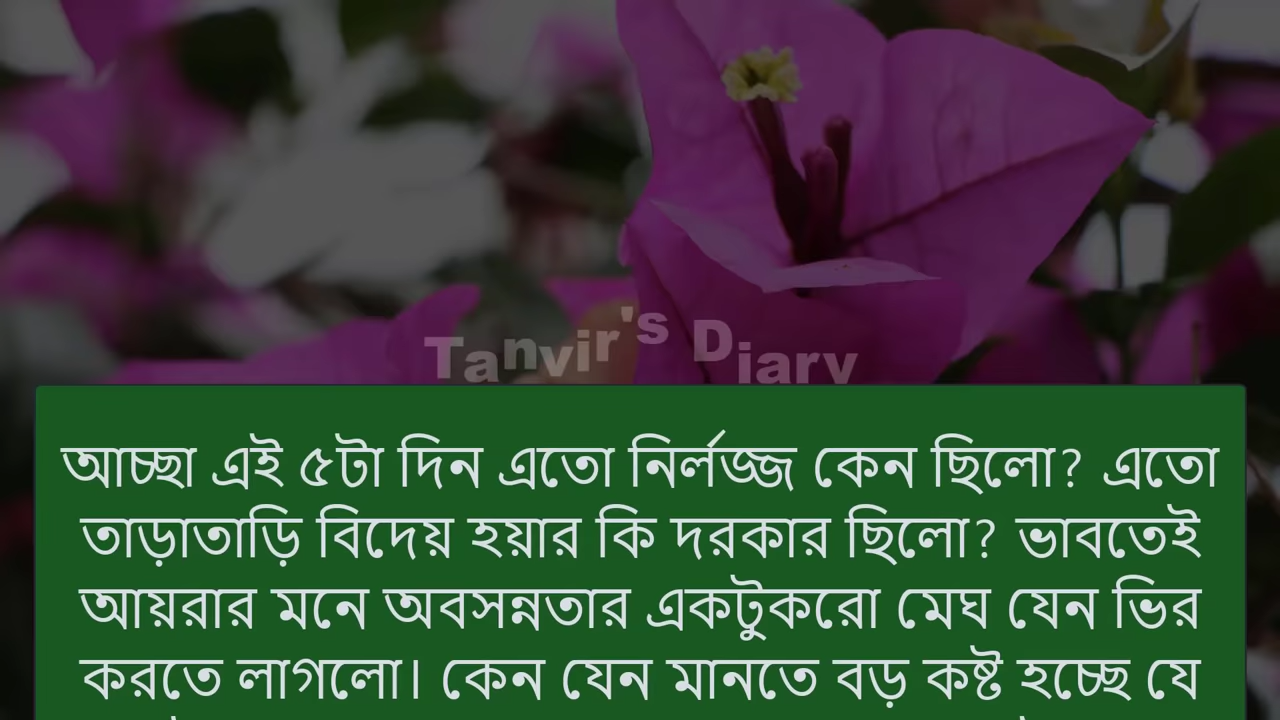 Tanvir's Diary
আচ্ছা এই ৫টা দিন এতো নির্লজ্জ কেন ছিলো? এতো
তাড়াতাড়ি বিদেয় হয়ার কি দরকার ছিলো? ভাবতেই
আয়রার মনে অবসন্নতার একটুকরো মেঘ যেন ভির
করতে লাগলো। কেন যেন মানতে বড় কষ্ট হচ্ছে যে